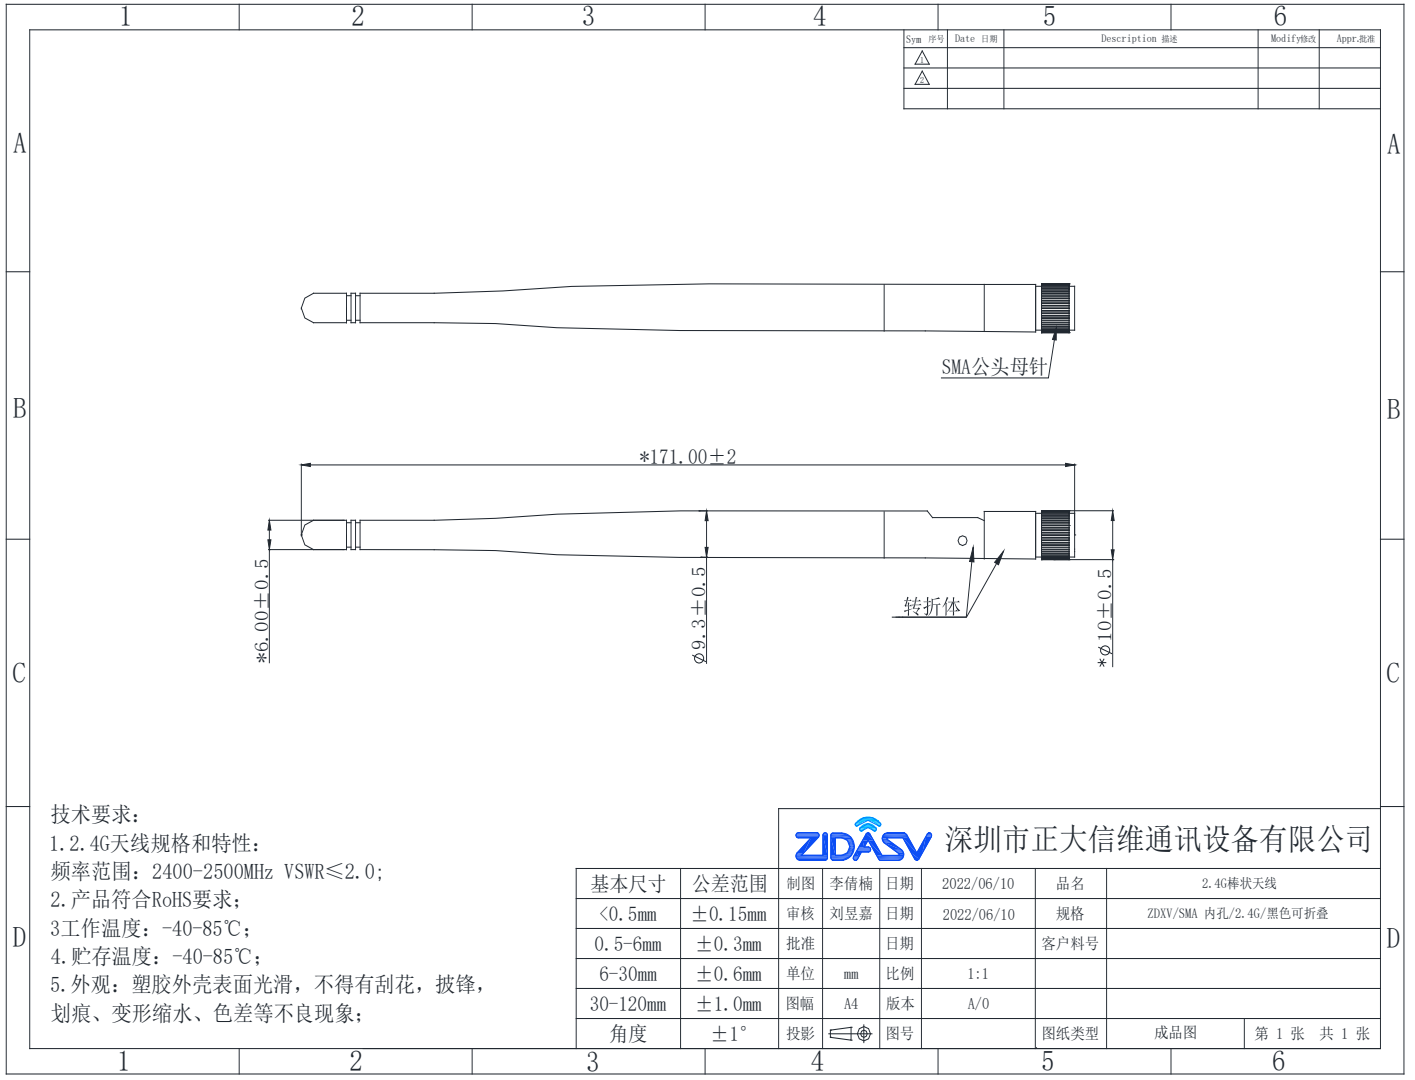 1 2 3 4 5 6
Sym 序号 Date 日期 Description 描述 Modify修改 Appr.批准
1
2
A A
SMA公头母针
B B
*171.00±2
*6.00±0.5
ϕ9.3±0.5
转折体
*ϕ10±0.5
C C
技术要求:
1.2.4G天线规格和特性:
频率范围: 2400-2500MHz VSWR≤2.0;
2.产品符合RoHS要求;
3工作温度: -40-85℃;
4.贮存温度: -40-85℃;
5.外观: 塑胶外壳表面光滑, 不得有刮花, 披锋,
划痕、变形缩水、色差等不良现象;
D D
ZIDASV 深圳市正大信维通讯设备有限公司
基本尺寸 公差范围 制图 李倩楠 日期 2022/06/10 品名 2.4G棒状天线
<0.5mm ±0.15mm 审核 刘昱嘉 日期 2022/06/10 规格 ZDXV/SMA 内孔/2.4G/黑色可折叠
0.5-6mm ±0.3mm 批准 日期 客户料号
6-30mm ±0.6mm 单位 mm 比例 1:1
30-120mm ±1.0mm 图幅 A4 版本 A/0
角度 ±1° 投影 图号 图纸类型 成品图 第 1 张 共 1 张
1 2 3 4 5 6